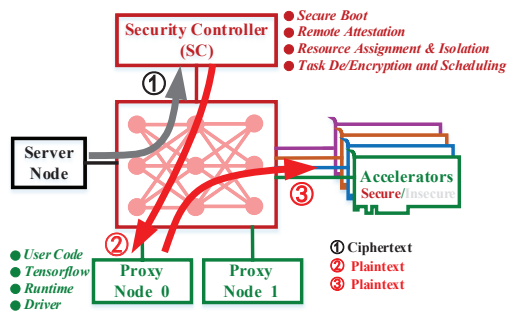 Security Controller
(SC)
● Secure Boot
● Remote Attestation
● Resource Assignment & Isolation
● Task De/Encryption and Scheduling
①
Server
Node
③
Accelerators
Secure/Insecure
②
● User Code
● Tensorflow
● Runtime
● Driver
Proxy
Node 0
Proxy
Node 1
① Ciphertext
② Plaintext
③ Plaintext